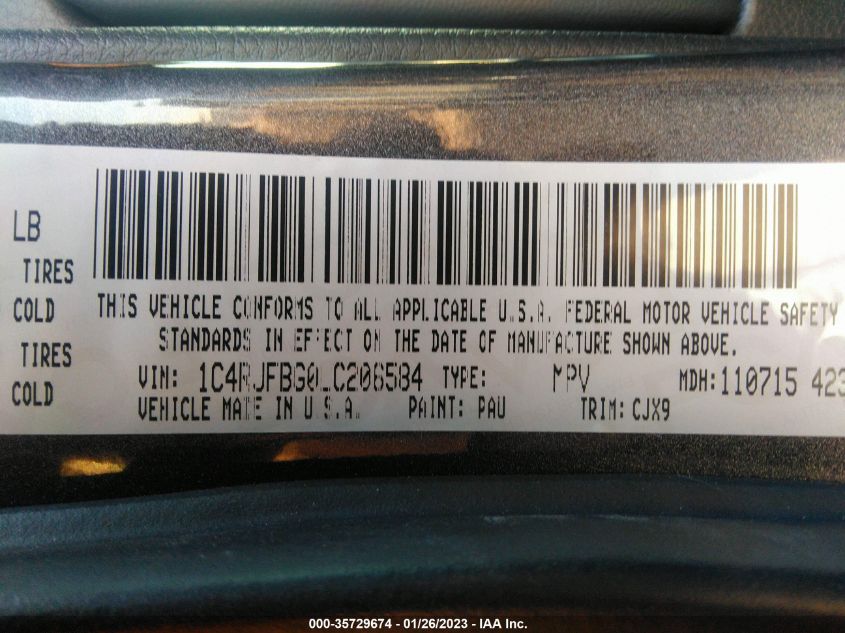 LB
TIRES
COLD THIS VEHICLE CONFORMS TO ALL APPLICABLE U.S.A. FEDERAL MOTOR VEHICLE SAFETY
STANDARDS IN EFFECT ON THE DATE OF MANUFACTURE SHOWN ABOVE.
TIRES
VIN: 1C4RJFBG0LC206584 TYPE: MPV MDH:110715 423
COLD
VEHICLE MADE IN U.S.A. PAINT: PAU TRIM: CJX9
000-35729674 - 01/26/2023 - IAA Inc.